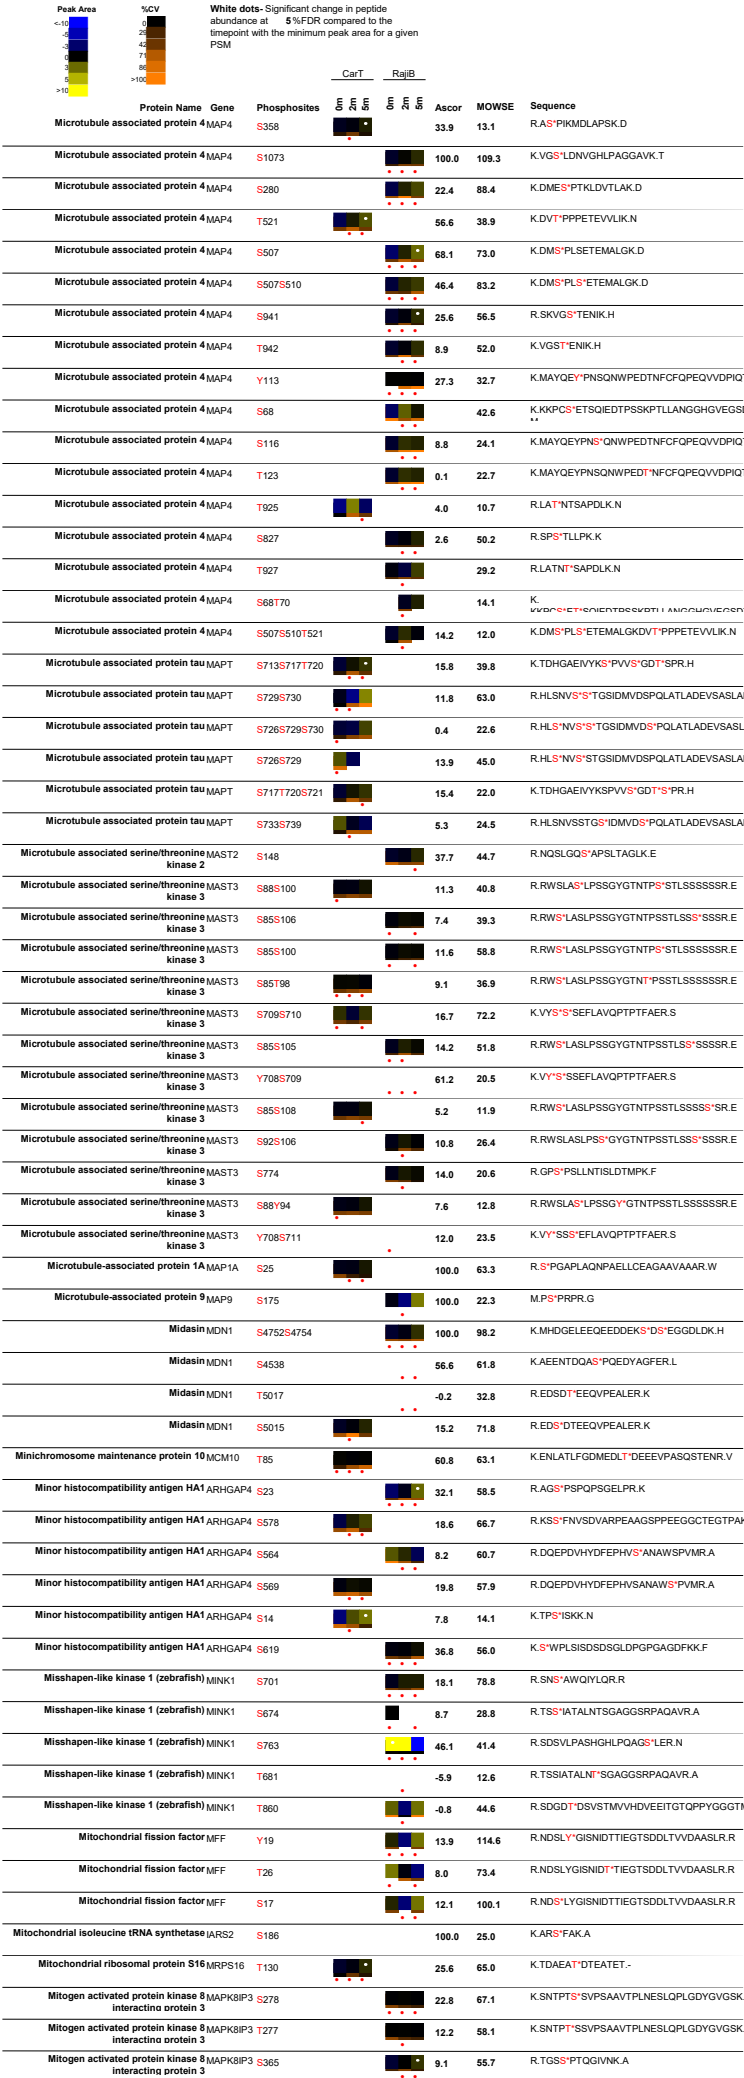 Peak Area
%CV
White dots- Significant change in peptide
abundance at 5 %FDR compared to the
timepoint with the minimum peak area for a given
PSM
<-10 0
-5 29
-3 42
0 71
3 86
5 >100
>10
CarT RajiB
Protein Name Gene Phosphosites 0m 2m 5m 0m 2m 5m Ascor MOWSE Sequence
Microtubule associated protein 4 MAP4 S358 33.9 13.1 R.AS*PIKMDLAPSK.D
Microtubule associated protein 4 MAP4 S1073 100.0 109.3 K.VGS*LDNVGHLPAGGAVK.T
Microtubule associated protein 4 MAP4 S280 22.4 88.4 K.DMES*PTKLDVTLAK.D
Microtubule associated protein 4 MAP4 T521 56.6 38.9 K.DVT*PPPETEVVLIK.N
Microtubule associated protein 4 MAP4 S507 68.1 73.0 K.DMS*PLSETEMALGK.D
Microtubule associated protein 4 MAP4 S507S510 46.4 83.2 K.DMS*PLS*ETEMALGK.D
Microtubule associated protein 4 MAP4 S941 25.6 56.5 R.SKVGS*TENIK.H
Microtubule associated protein 4 MAP4 T942 8.9 52.0 K.VGST*ENIK.H
Microtubule associated protein 4 MAP4 Y113 27.3 32.7 K.MAYQEY*PNSQNWPEDTNFCFQPEQVVDPIQT
Microtubule associated protein 4 MAP4 S68 42.6 K.KKPCS*ETSQIEDTPSSKPTLLANGGHGVEGSD
Microtubule associated protein 4 MAP4 S116 8.8 24.1 K.MAYQEYPNS*QNWPEDTNFCFQPEQVVDPIQT
Microtubule associated protein 4 MAP4 T123 0.1 22.7 K.MAYQEYPNSQNWPEDT*NFCFQPEQVVDPIQT
Microtubule associated protein 4 MAP4 T925 4.0 10.7 R.LAT*NTSAPDLK.N
Microtubule associated protein 4 MAP4 S827 2.6 50.2 R.SPS*TLLPK.K
Microtubule associated protein 4 MAP4 T927 29.2 R.LATNT*SAPDLK.N
Microtubule associated protein 4 MAP4 S68T70 14.1 K.
KKPCS*ET*SQIEDTPSSKPTLLANGGHGVEGSDT
Microtubule associated protein 4 MAP4 S507S510T521 14.2 12.0 K.DMS*PLS*ETEMALGKDVT*PPPETEVVLIK.N
Microtubule associated protein tau MAPT S713S717T720 15.8 39.8 K.TDHGAEIVYKS*PVVS*GDT*SPR.H
Microtubule associated protein tau MAPT S729S730 11.8 63.0 R.HLSNVS*S*TGSIDMVDSPQLATLADEVSASLA
Microtubule associated protein tau MAPT S726S729S730 0.4 22.6 R.HLS*NVS*S*TGSIDMVDS*PQLATLADEVSASL
Microtubule associated protein tau MAPT S726S729 13.9 45.0 R.HLS*NVS*STGSIDMVDSPQLATLADEVSASLA
Microtubule associated protein tau MAPT S717T720S721 15.4 22.0 K.TDHGAEIVYKSPVVS*GDT*S*PR.H
Microtubule associated protein tau MAPT S733S739 5.3 24.5 R.HLSNVSSTGS*IDMVDS*PQLATLADEVSASLA
Microtubule associated serine/threonine kinase 2 MAST2 S148 37.7 44.7 R.NQSLGQS*APSLTAGLK.E
Microtubule associated serine/threonine kinase 3 MAST3 S88S100 11.3 40.8 R.RWSLAS*LPSSGYGTNTPS*STLSSSSSR.E
Microtubule associated serine/threonine kinase 3 MAST3 S85S106 7.4 39.3 R.RWS*LASLPSSGYGTNTPSSTLSS*SSSR.E
Microtubule associated serine/threonine kinase 3 MAST3 S85S100 11.6 58.8 R.RWS*LASLPSSGYGTNTPS*STLSSSSSR.E
Microtubule associated serine/threonine kinase 3 MAST3 S85T98 9.1 36.9 R.RWS*LASLPSSGYGTNT*PSSTLSSSSSR.E
Microtubule associated serine/threonine kinase 3 MAST3 S709S710 16.7 72.2 K.VYS*S*SEFLAVQPTPTFAER.S
Microtubule associated serine/threonine kinase 3 MAST3 S85S105 14.2 51.8 R.RWS*LASLPSSGYGTNTPSSTLSS*SSSR.E
Microtubule associated serine/threonine kinase 3 MAST3 Y708S709 61.2 20.5 K.VY*S*SSEFLAVQPTPTFAER.S
Microtubule associated serine/threonine kinase 3 MAST3 S85S108 5.2 11.9 R.RWS*LASLPSSGYGTNTPSSTLSSSS*SR.E
Microtubule associated serine/threonine kinase 3 MAST3 S92S106 10.8 26.4 R.RWSLASLPSS*GYGTNTPSSTLSS*SSSR.E
Microtubule associated serine/threonine kinase 3 MAST3 S774 14.0 20.6 R.GPS*PSLLNTISLDTMPK.F
Microtubule associated serine/threonine kinase 3 MAST3 S88Y94 7.6 12.8 R.RWSLAS*LPSSGY*GTNTPSSTLSSSSSR.E
Microtubule associated serine/threonine kinase 3 MAST3 Y708S711 12.0 23.5 K.VY*SSS*EFLAVQPTPTFAER.S
Microtubule-associated protein 1A MAP1A S25 100.0 63.3 R.S*PGAPLAQNPAELLCEAGAAVAAAR.W
Microtubule-associated protein 9 MAP9 S175 100.0 22.3 M.PS*PRPR.G
Midasin MDN1 S4752S4754 100.0 98.2 K.MHDGELEEQEEDDEKS*DS*EGGDLDK.H
Midasin MDN1 S4538 56.6 61.8 K.AEENTDQAS*PQEDYAGFER.L
Midasin MDN1 T5017 -0.2 32.8 R.EDSDT*EEQVPEALER.K
Midasin MDN1 S5015 15.2 71.8 R.EDS*DTEEQVPEALER.K
Minichromosome maintenance protein 10 MCM10 T85 60.8 63.1 K.ENLATLFGDMEDLT*DEEEVPASQSTENR.V
Minor histocompatibility antigen HA1 ARHGAP4 S23 32.1 58.5 R.AGS*PSPQPSGELPR.K
Minor histocompatibility antigen HA1 ARHGAP4 S578 18.6 66.7 R.KSS*FNVSDVARPEAAGSPPEEGGCTEGTPAK
Minor histocompatibility antigen HA1 ARHGAP4 S564 8.2 60.7 R.DQEPDVHYDFEPHVS*ANAWSPVMR.A
Minor histocompatibility antigen HA1 ARHGAP4 S569 19.8 57.9 R.DQEPDVHYDFEPHVSANAWS*PVMR.A
Minor histocompatibility antigen HA1 ARHGAP4 S14 7.8 14.1 K.TPS*ISKK.N
Minor histocompatibility antigen HA1 ARHGAP4 S619 36.8 56.0 K.S*WPLSISDSDSGLDPGPGAGDFKK.F
Misshapen-like kinase 1 (zebrafish) MINK1 S701 18.1 78.8 R.SNS*AWQIYLQR.R
Misshapen-like kinase 1 (zebrafish) MINK1 S674 8.7 28.8 R.TSS*IATALNTSGAGGSRPAQAVR.A
Misshapen-like kinase 1 (zebrafish) MINK1 S763 46.1 41.4 R.SDSVLPASHGHLPQAGS*LER.N
Misshapen-like kinase 1 (zebrafish) MINK1 T681 -5.9 12.6 R.TSSIATALNT*SGAGGSRPAQAVR.A
Misshapen-like kinase 1 (zebrafish) MINK1 T860 -0.8 44.6 R.SDGDT*DSVSTMVVHDVEEITGTQPPYGGGTM
Mitochondrial fission factor MFF Y19 13.9 114.6 R.NDSLY*GISNIDTTIEGTSDDLTVVDAASLR.R
Mitochondrial fission factor MFF T26 8.0 73.4 R.NDSLYGISNIDT*TIEGTSDDLTVVDAASLR.R
Mitochondrial fission factor MFF S17 12.1 100.1 R.NDS*LYGISNIDTTIEGTSDDLTVVDAASLR.R
Mitochondrial isoleucine tRNA synthetase IARS2 S186 100.0 25.0 K.ARS*FAK.A
Mitochondrial ribosomal protein S16 MRPS16 T130 25.6 65.0 K.TDAEAT*DTEATET.-
Mitogen activated protein kinase 8 interacting protein 3 MAPK8IP3 S278 22.8 67.1 K.SNTPTS*SVPSAAVTPLNESLQPLGDYGVGSK.
Mitogen activated protein kinase 8 interacting protein 3 MAPK8IP3 T277 12.2 58.1 K.SNTPT*SSVPSAAVTPLNESLQPLGDYGVGSK.
Mitogen activated protein kinase 8 interacting protein 3 MAPK8IP3 S365 9.1 55.7 R.TGSS*PTQGIVNK.A